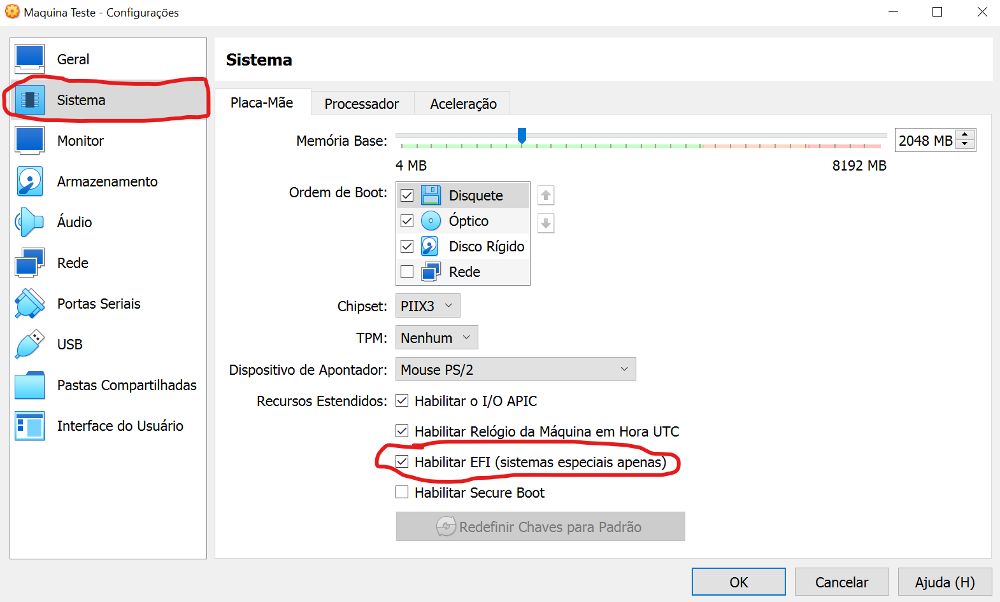 Maquina Teste - Configurações
Geral
Sistema
Monitor
Armazenamento
Áudio
Rede
Portas Seriais
USB
Pastas Compartilhadas
Interface do Usuário
Sistema
Placa-Mãe
Processador
Aceleração
Memória Base:
2048 MB
4 MB
8192 MB
Ordem de Boot:
Disquete
Óptico
Disco Rígido
Rede
Chipset:
PIIX3
TPM:
Nenhum
Dispositivo de Apontador:
Mouse PS/2
Recursos Estendidos:
Habilitar o I/O APIC
Habilitar Relógio da Máquina em Hora UTC
Habilitar EFI (sistemas especiais apenas)
Habilitar Secure Boot
Redefinir Chaves para Padrão
OK
Cancelar
Ajuda (H)